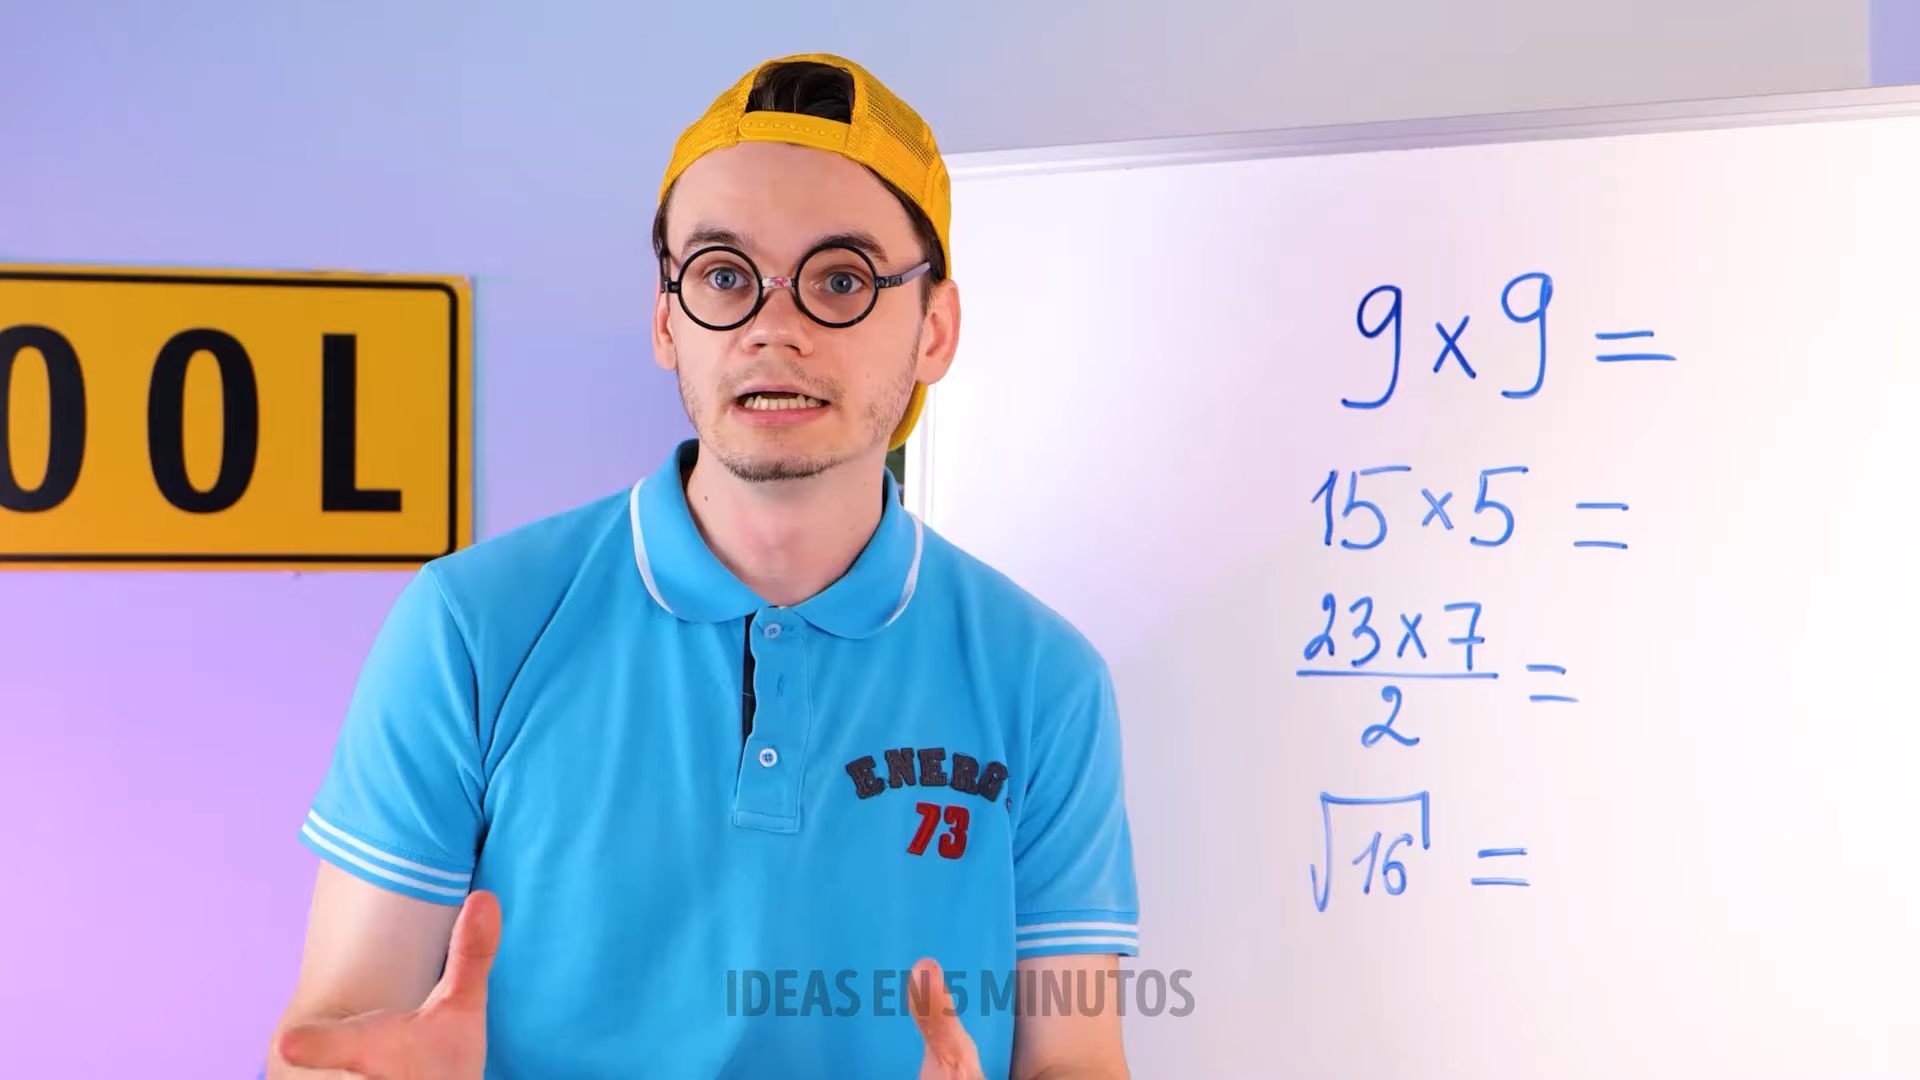 OOL
9 x 9 =
15 x 5 =
23 x 7
2
=
√16 =
ENERG
73
IDEAS EN 5 MINUTOS